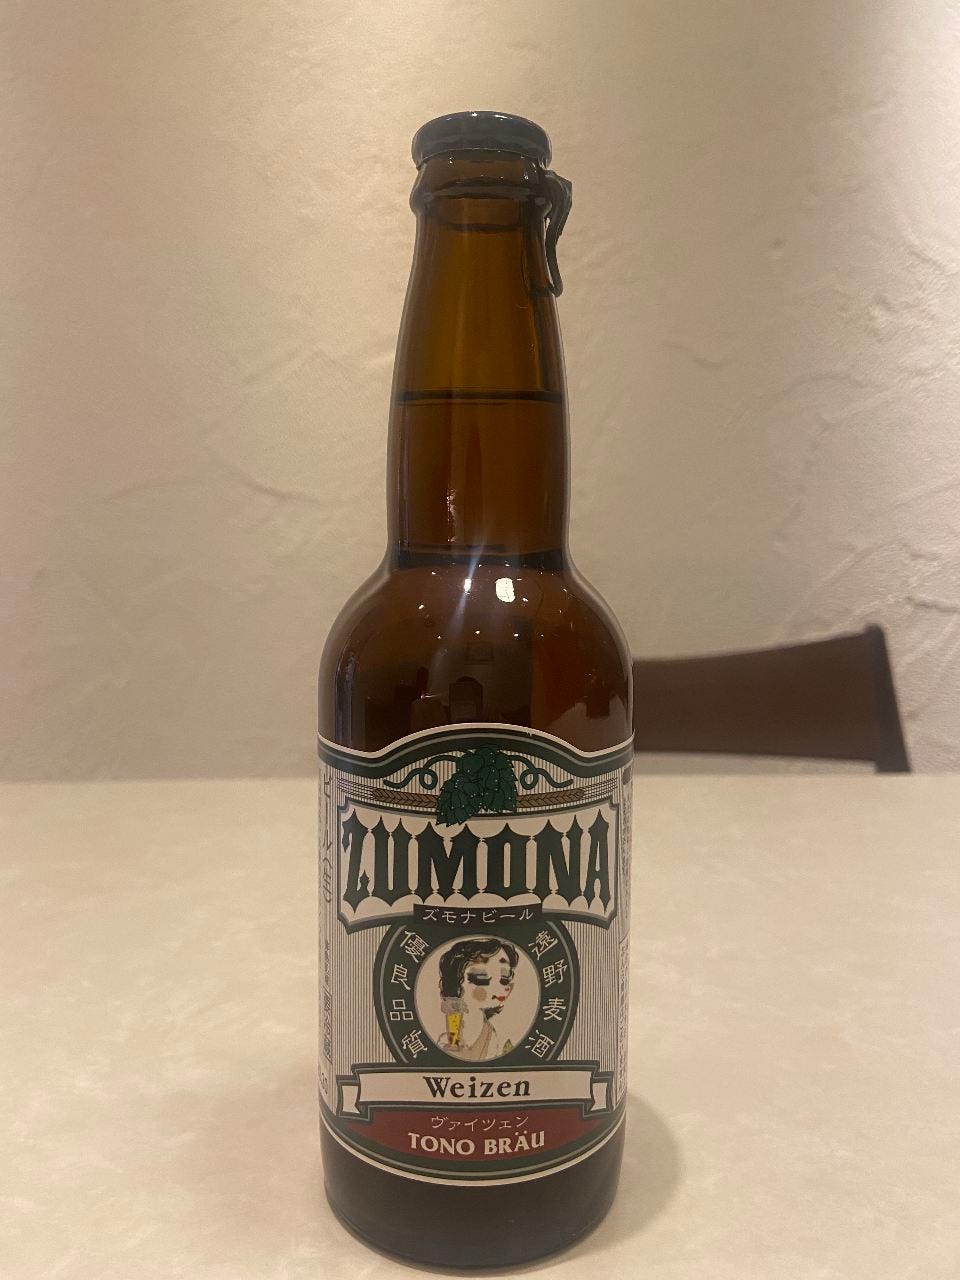 ZUMONA
ズモナビール
遠野麦酒
優良品質
Weizen
ヴァイツェン
TONO BRÄU